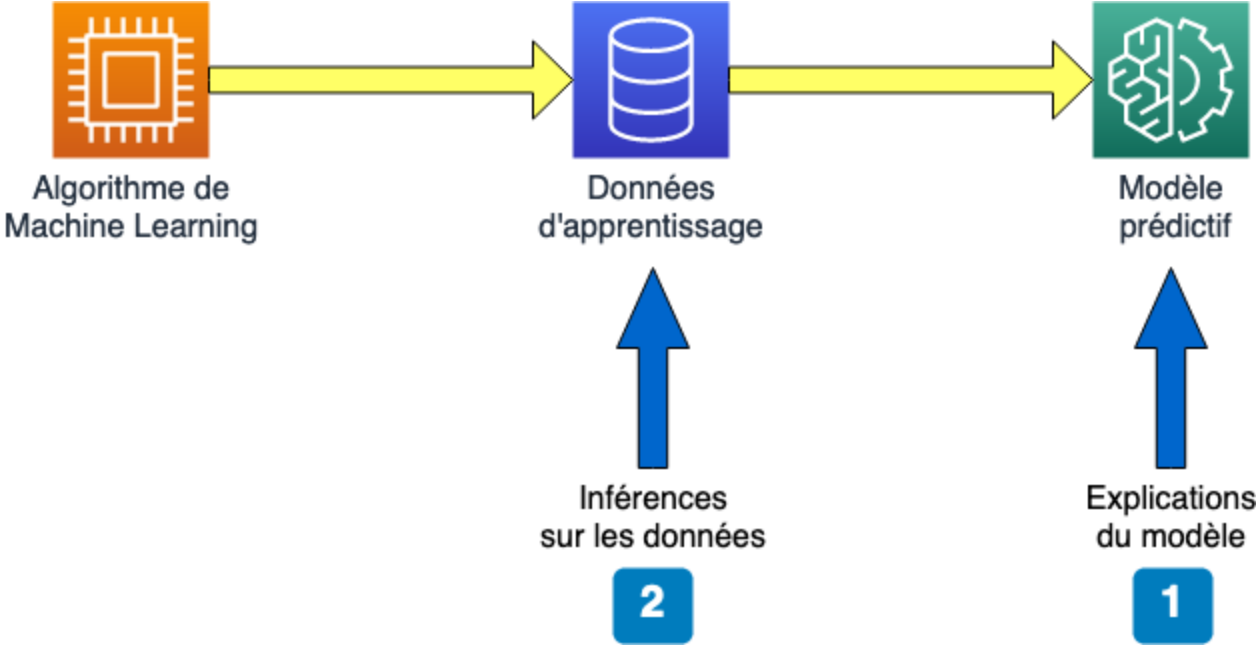 Algorithme de
Machine Learning
Données
d'apprentissage
Modèle
prédictif
Inférences
sur les données
2
Explications
du modèle
1